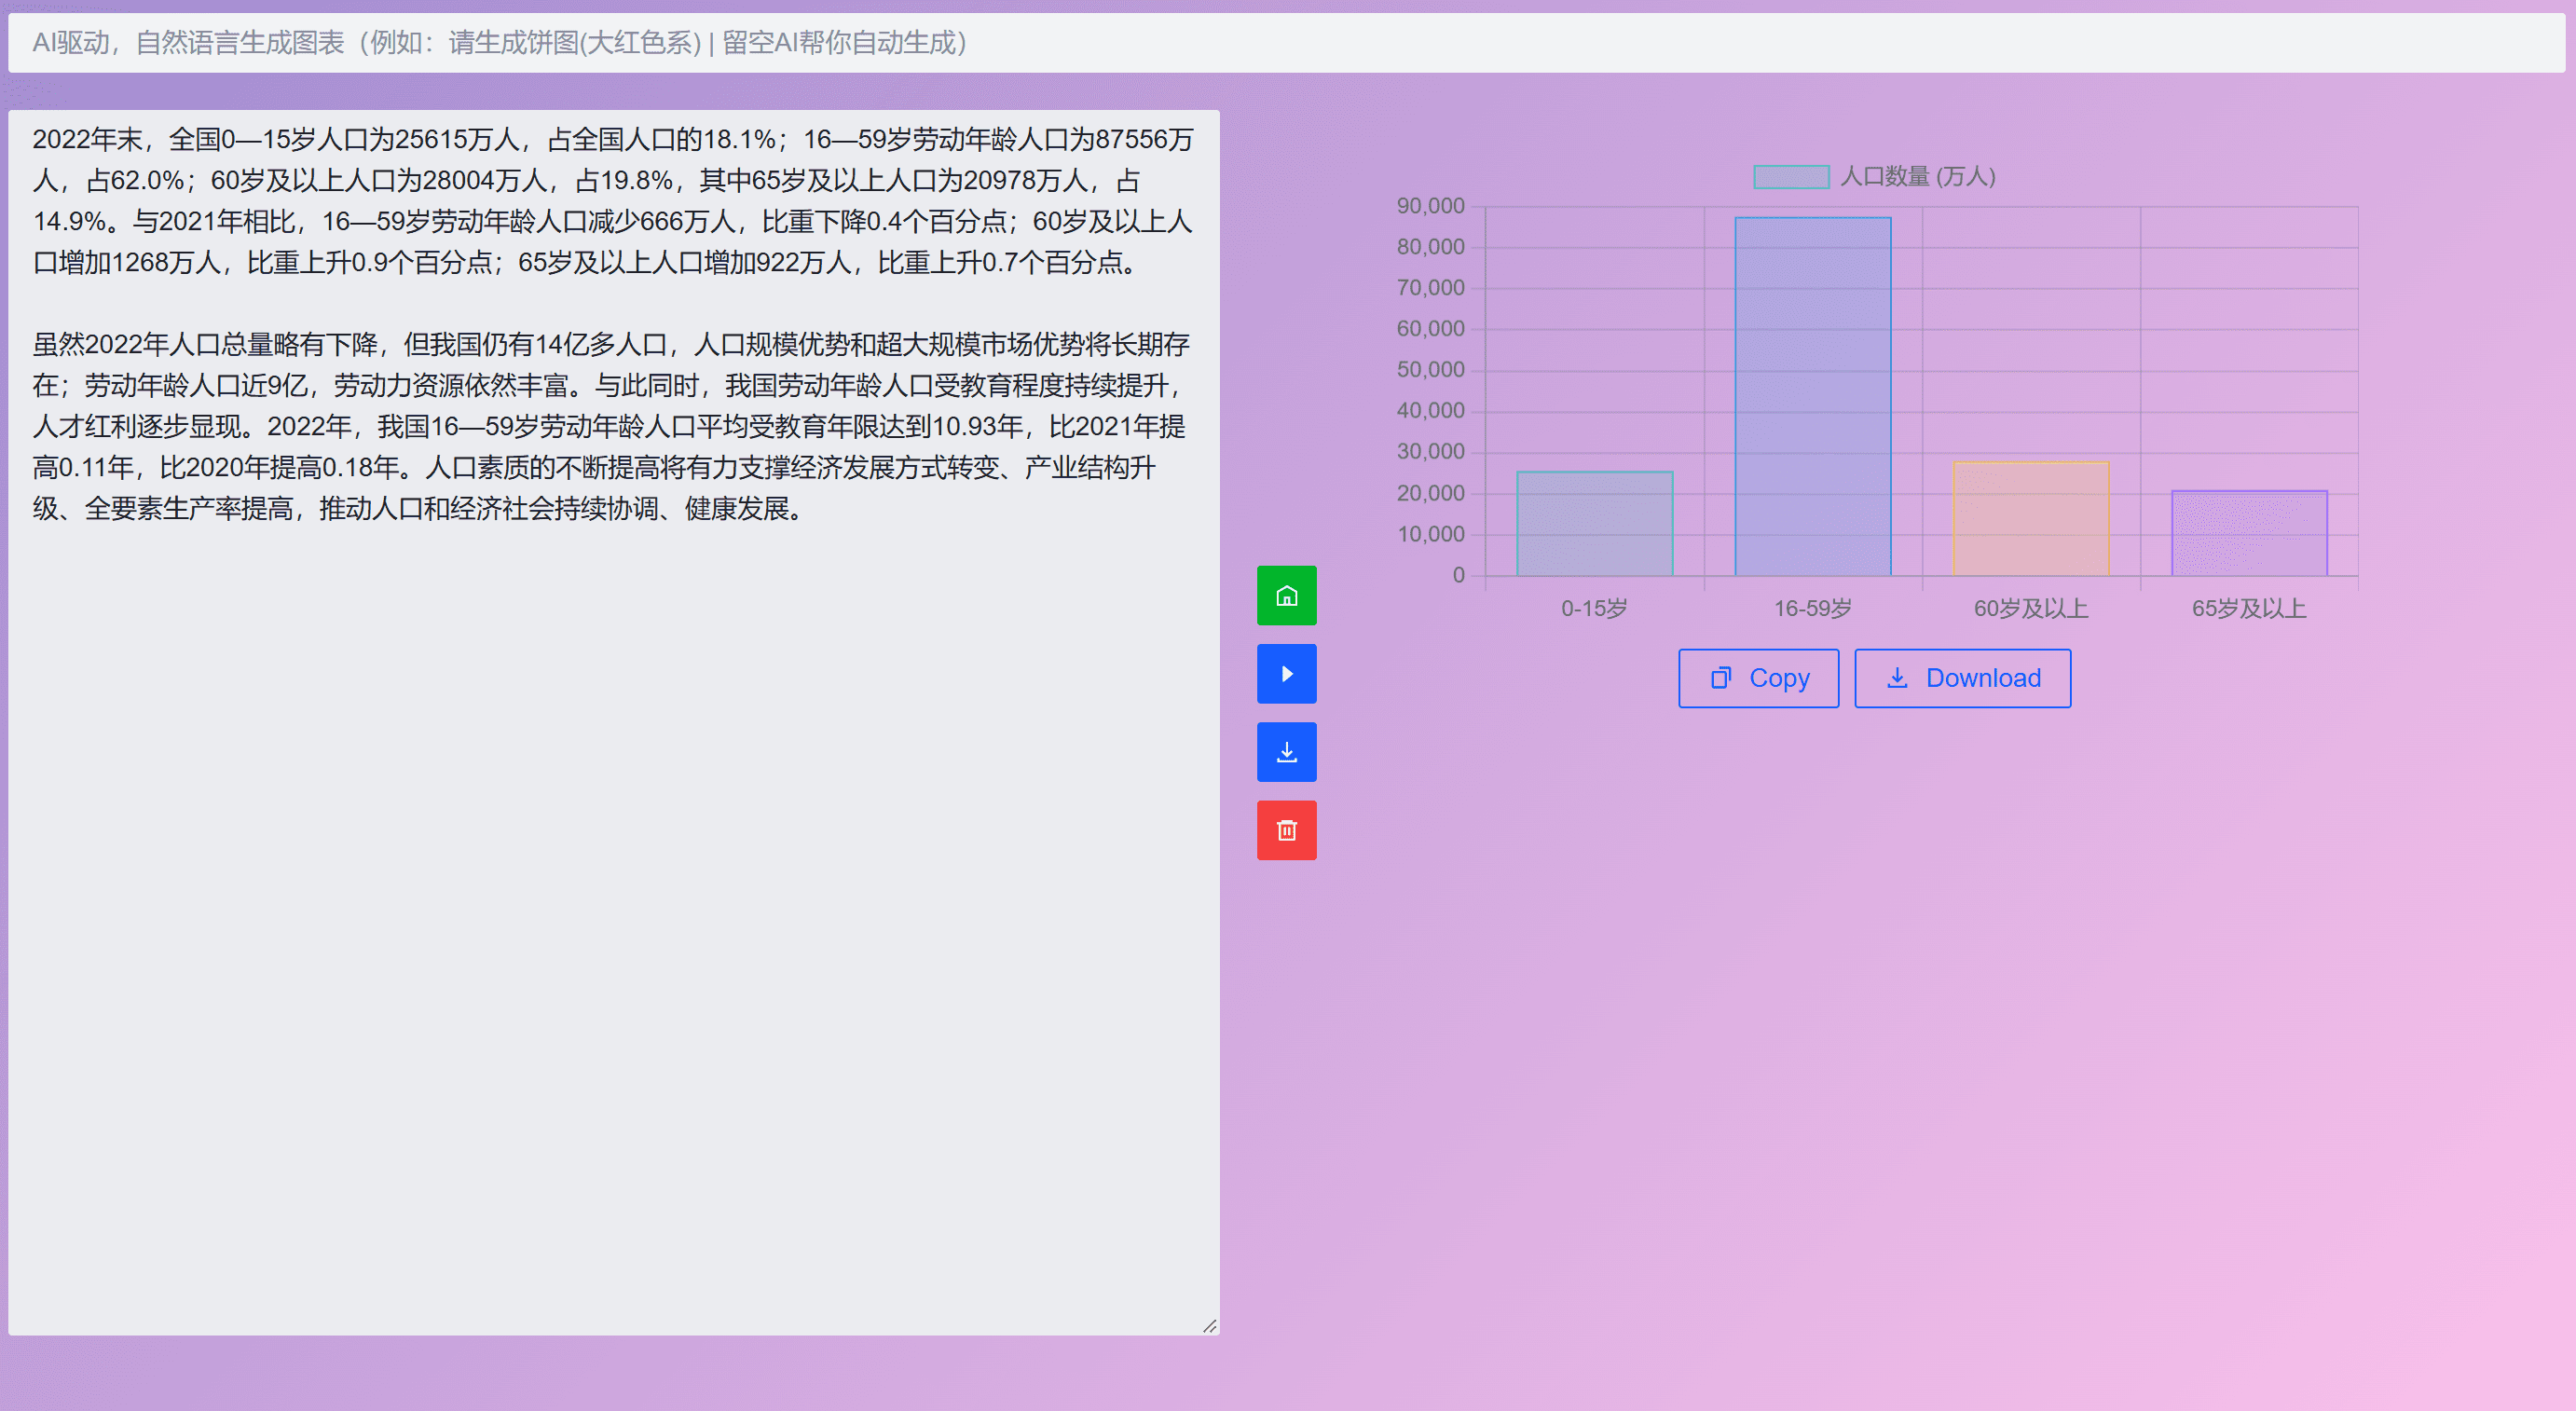 AI驱动，自然语言生成图表（例如：请生成饼图(大红色系) | 留空AI帮你自动生成）
2022年末，全国0—15岁人口为25615万人，占全国人口的18.1%；16—59岁劳动年龄人口为87556万
人，占62.0%；60岁及以上人口为28004万人，占19.8%，其中65岁及以上人口为20978万人，占
14.9%。与2021年相比，16—59岁劳动年龄人口减少666万人，比重下降0.4个百分点；60岁及以上人
口增加1268万人，比重上升0.9个百分点；65岁及以上人口增加922万人，比重上升0.7个百分点。
虽然2022年人口总量略有下降，但我国仍有14亿多人口，人口规模优势和超大规模市场优势将长期存
在；劳动年龄人口近9亿，劳动力资源依然丰富。与此同时，我国劳动年龄人口受教育程度持续提升，
人才红利逐步显现。2022年，我国16—59岁劳动年龄人口平均受教育年限达到10.93年，比2021年提
高0.11年，比2020年提高0.18年。人口素质的不断提高将有力支撑经济发展方式转变、产业结构升
级、全要素生产率提高，推动人口和经济社会持续协调、健康发展。
人口数量 (万人)
90,000
80,000
70,000
60,000
50,000
40,000
30,000
20,000
10,000
0
0-15岁 16-59岁 60岁及以上 65岁及以上
Copy Download